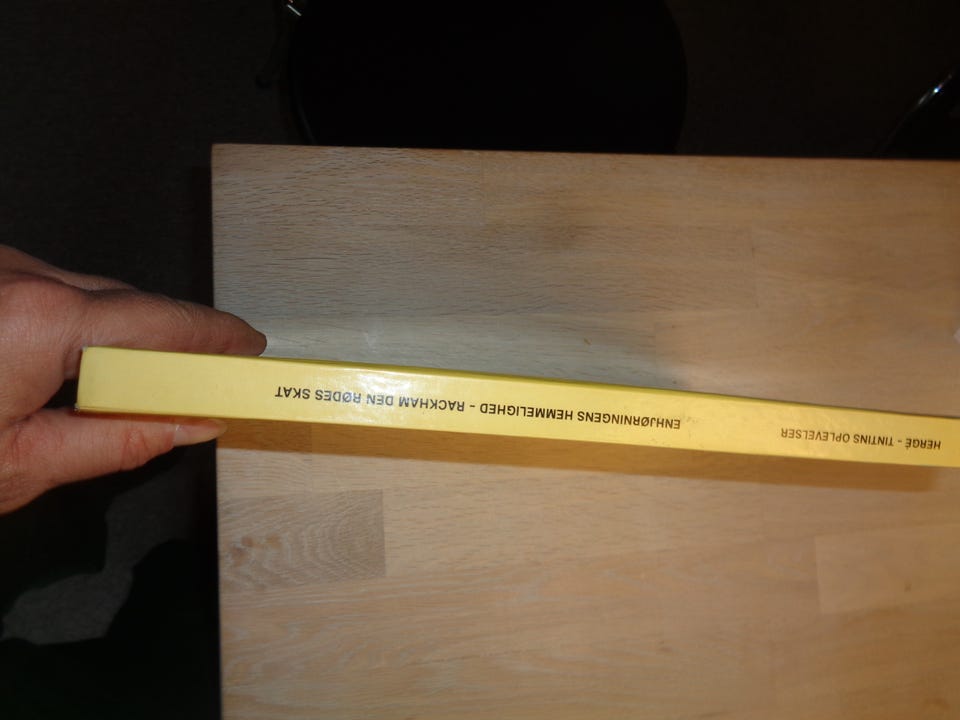 HERGÉ - TINTINS OPLEVELSER ENHJØRNINGENS HEMMELIGHED - RACKHAM DEN RØDES SKAT